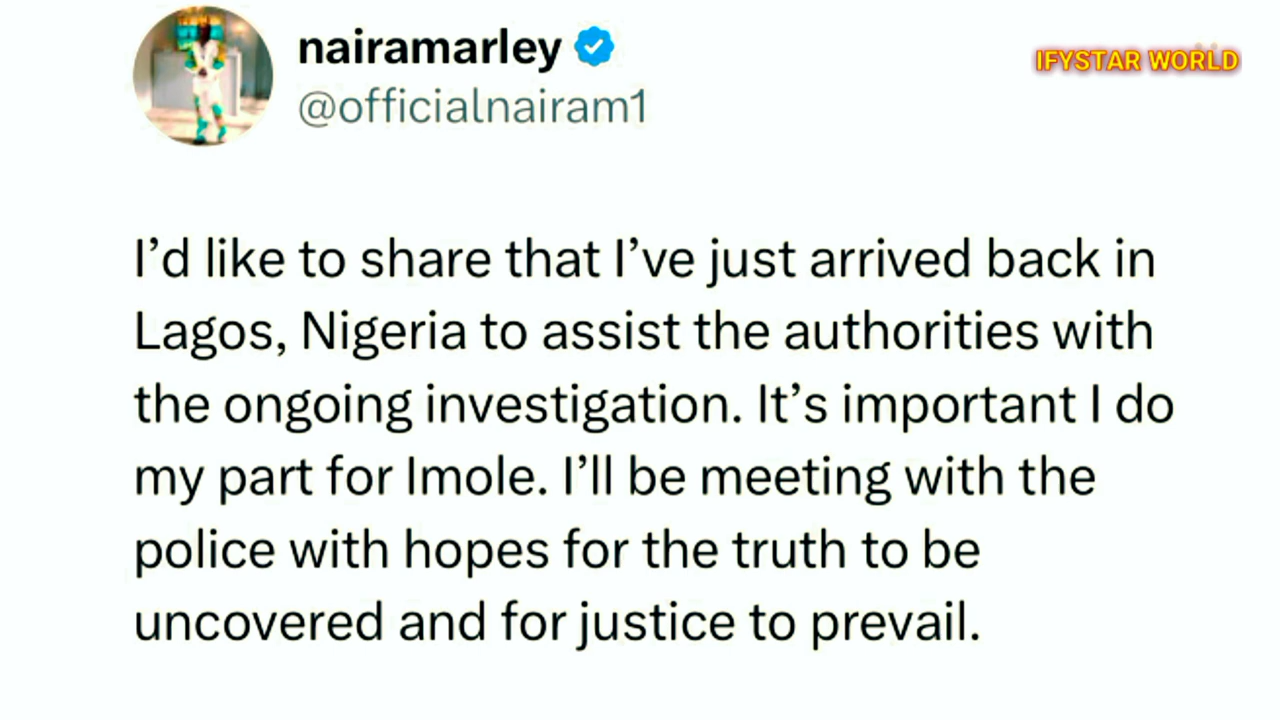 nairamarley
@officialnairam1
IFYSTAR WORLD
I’d like to share that I’ve just arrived back in
Lagos, Nigeria to assist the authorities with
the ongoing investigation. It’s important I do
my part for Imole. I’ll be meeting with the
police with hopes for the truth to be
uncovered and for justice to prevail.